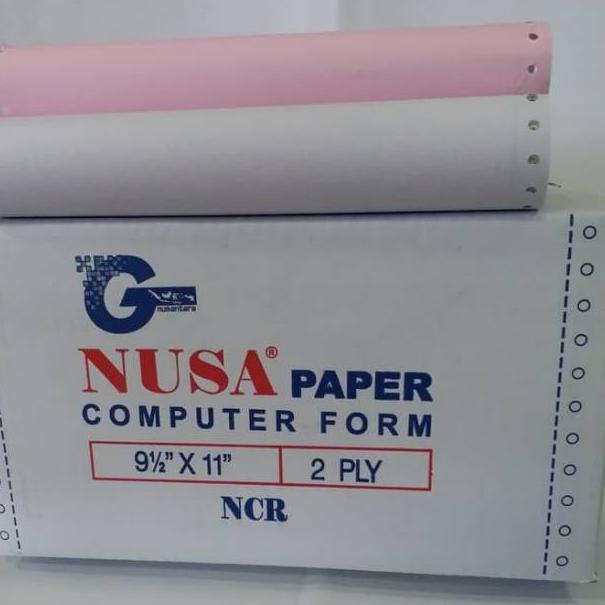 G
nusantara
NUSA® PAPER
COMPUTER FORM
9½” X 11”
2 PLY
NCR